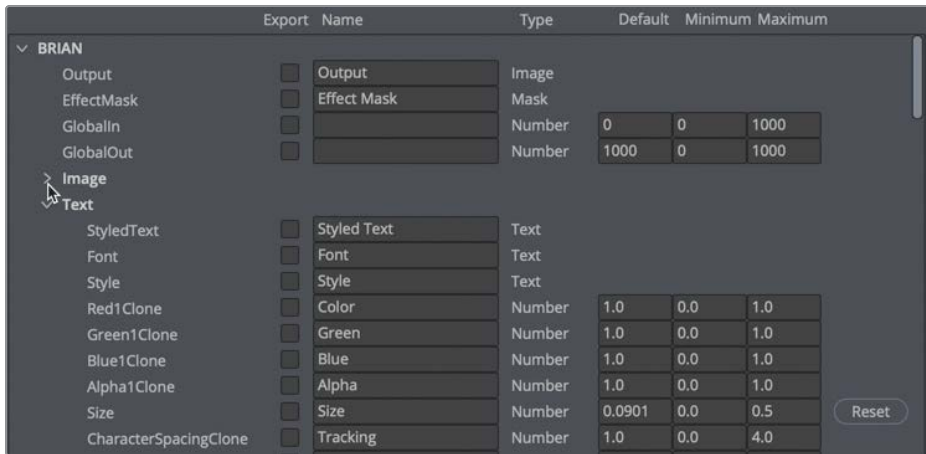 Export Name Type Default Minimum Maximum
BRIAN
Output Output Image
EffectMask Effect Mask Mask
GlobalIn Number 0 0 1000
GlobalOut Number 1000 0 1000
Image
Text
StyledText Styled Text Text
Font Font Text
Style Style Text
Red1Clone Color Number 1.0 0.0 1.0
Green1Clone Green Number 1.0 0.0 1.0
Blue1Clone Blue Number 1.0 0.0 1.0
Alpha1Clone Alpha Number 1.0 0.0 1.0
Size Size Number 0.0901 0.0 0.5 Reset
CharacterSpacingClone Tracking Number 1.0 0.0 4.0